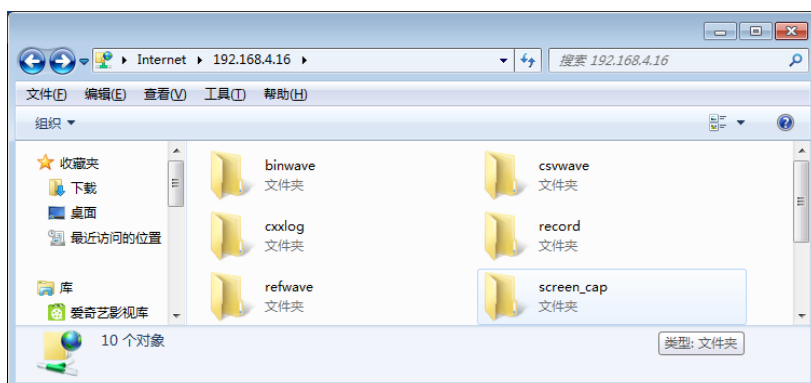 Internet 192.168.4.16
搜索 192.168.4.16
文件(F) 编辑(E) 查看(V) 工具(T) 帮助(H)
组织
收藏夹
下载
桌面
最近访问的位置
库
爱奇艺影视库
binwave
文件夹
csvwave
文件夹
cxxlog
文件夹
record
文件夹
refwave
文件夹
screen_cap
文件夹
10 个对象
类型: 文件夹